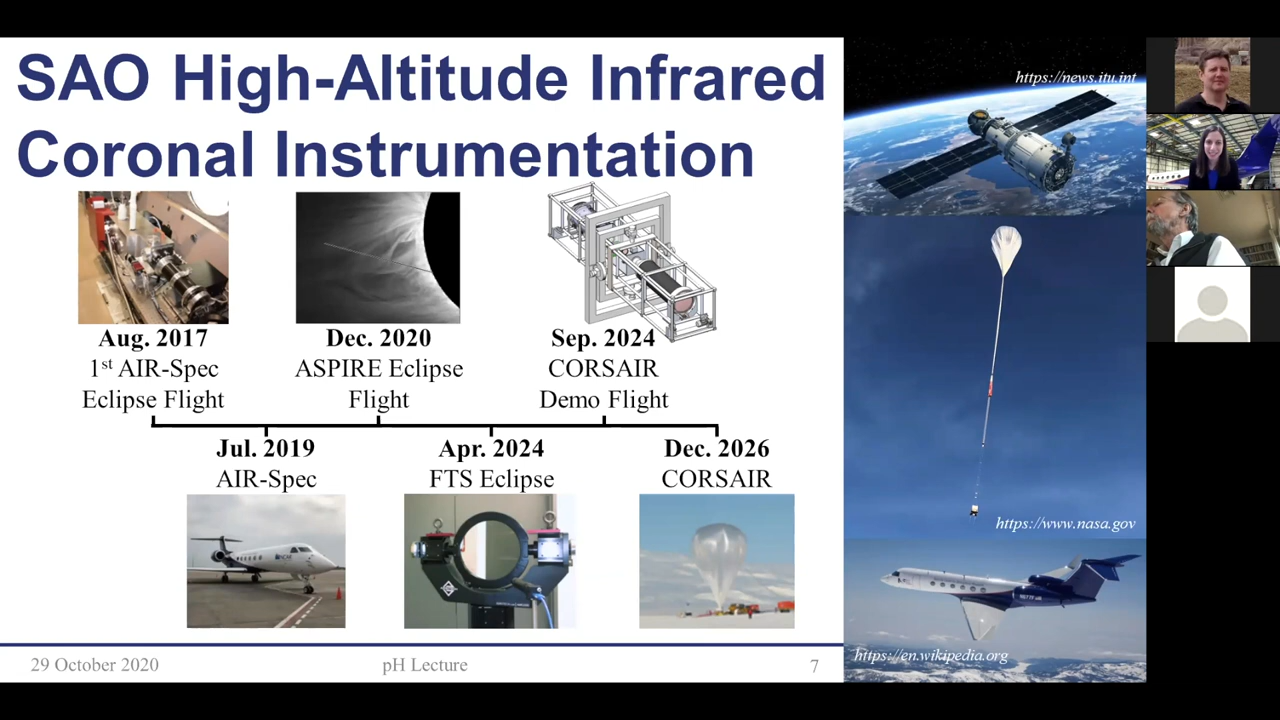 SAO High-Altitude Infrared
Coronal Instrumentation
Aug. 2017
1st AIR-Spec
Eclipse Flight
Dec. 2020
ASPIRE Eclipse
Flight
Sep. 2024
CORSAIR
Demo Flight
Jul. 2019
AIR-Spec
Apr. 2024
FTS Eclipse
Dec. 2026
CORSAIR
29 October 2020
pH Lecture
7
https://news.itu.int
https://www.nasa.gov
https://en.wikipedia.org